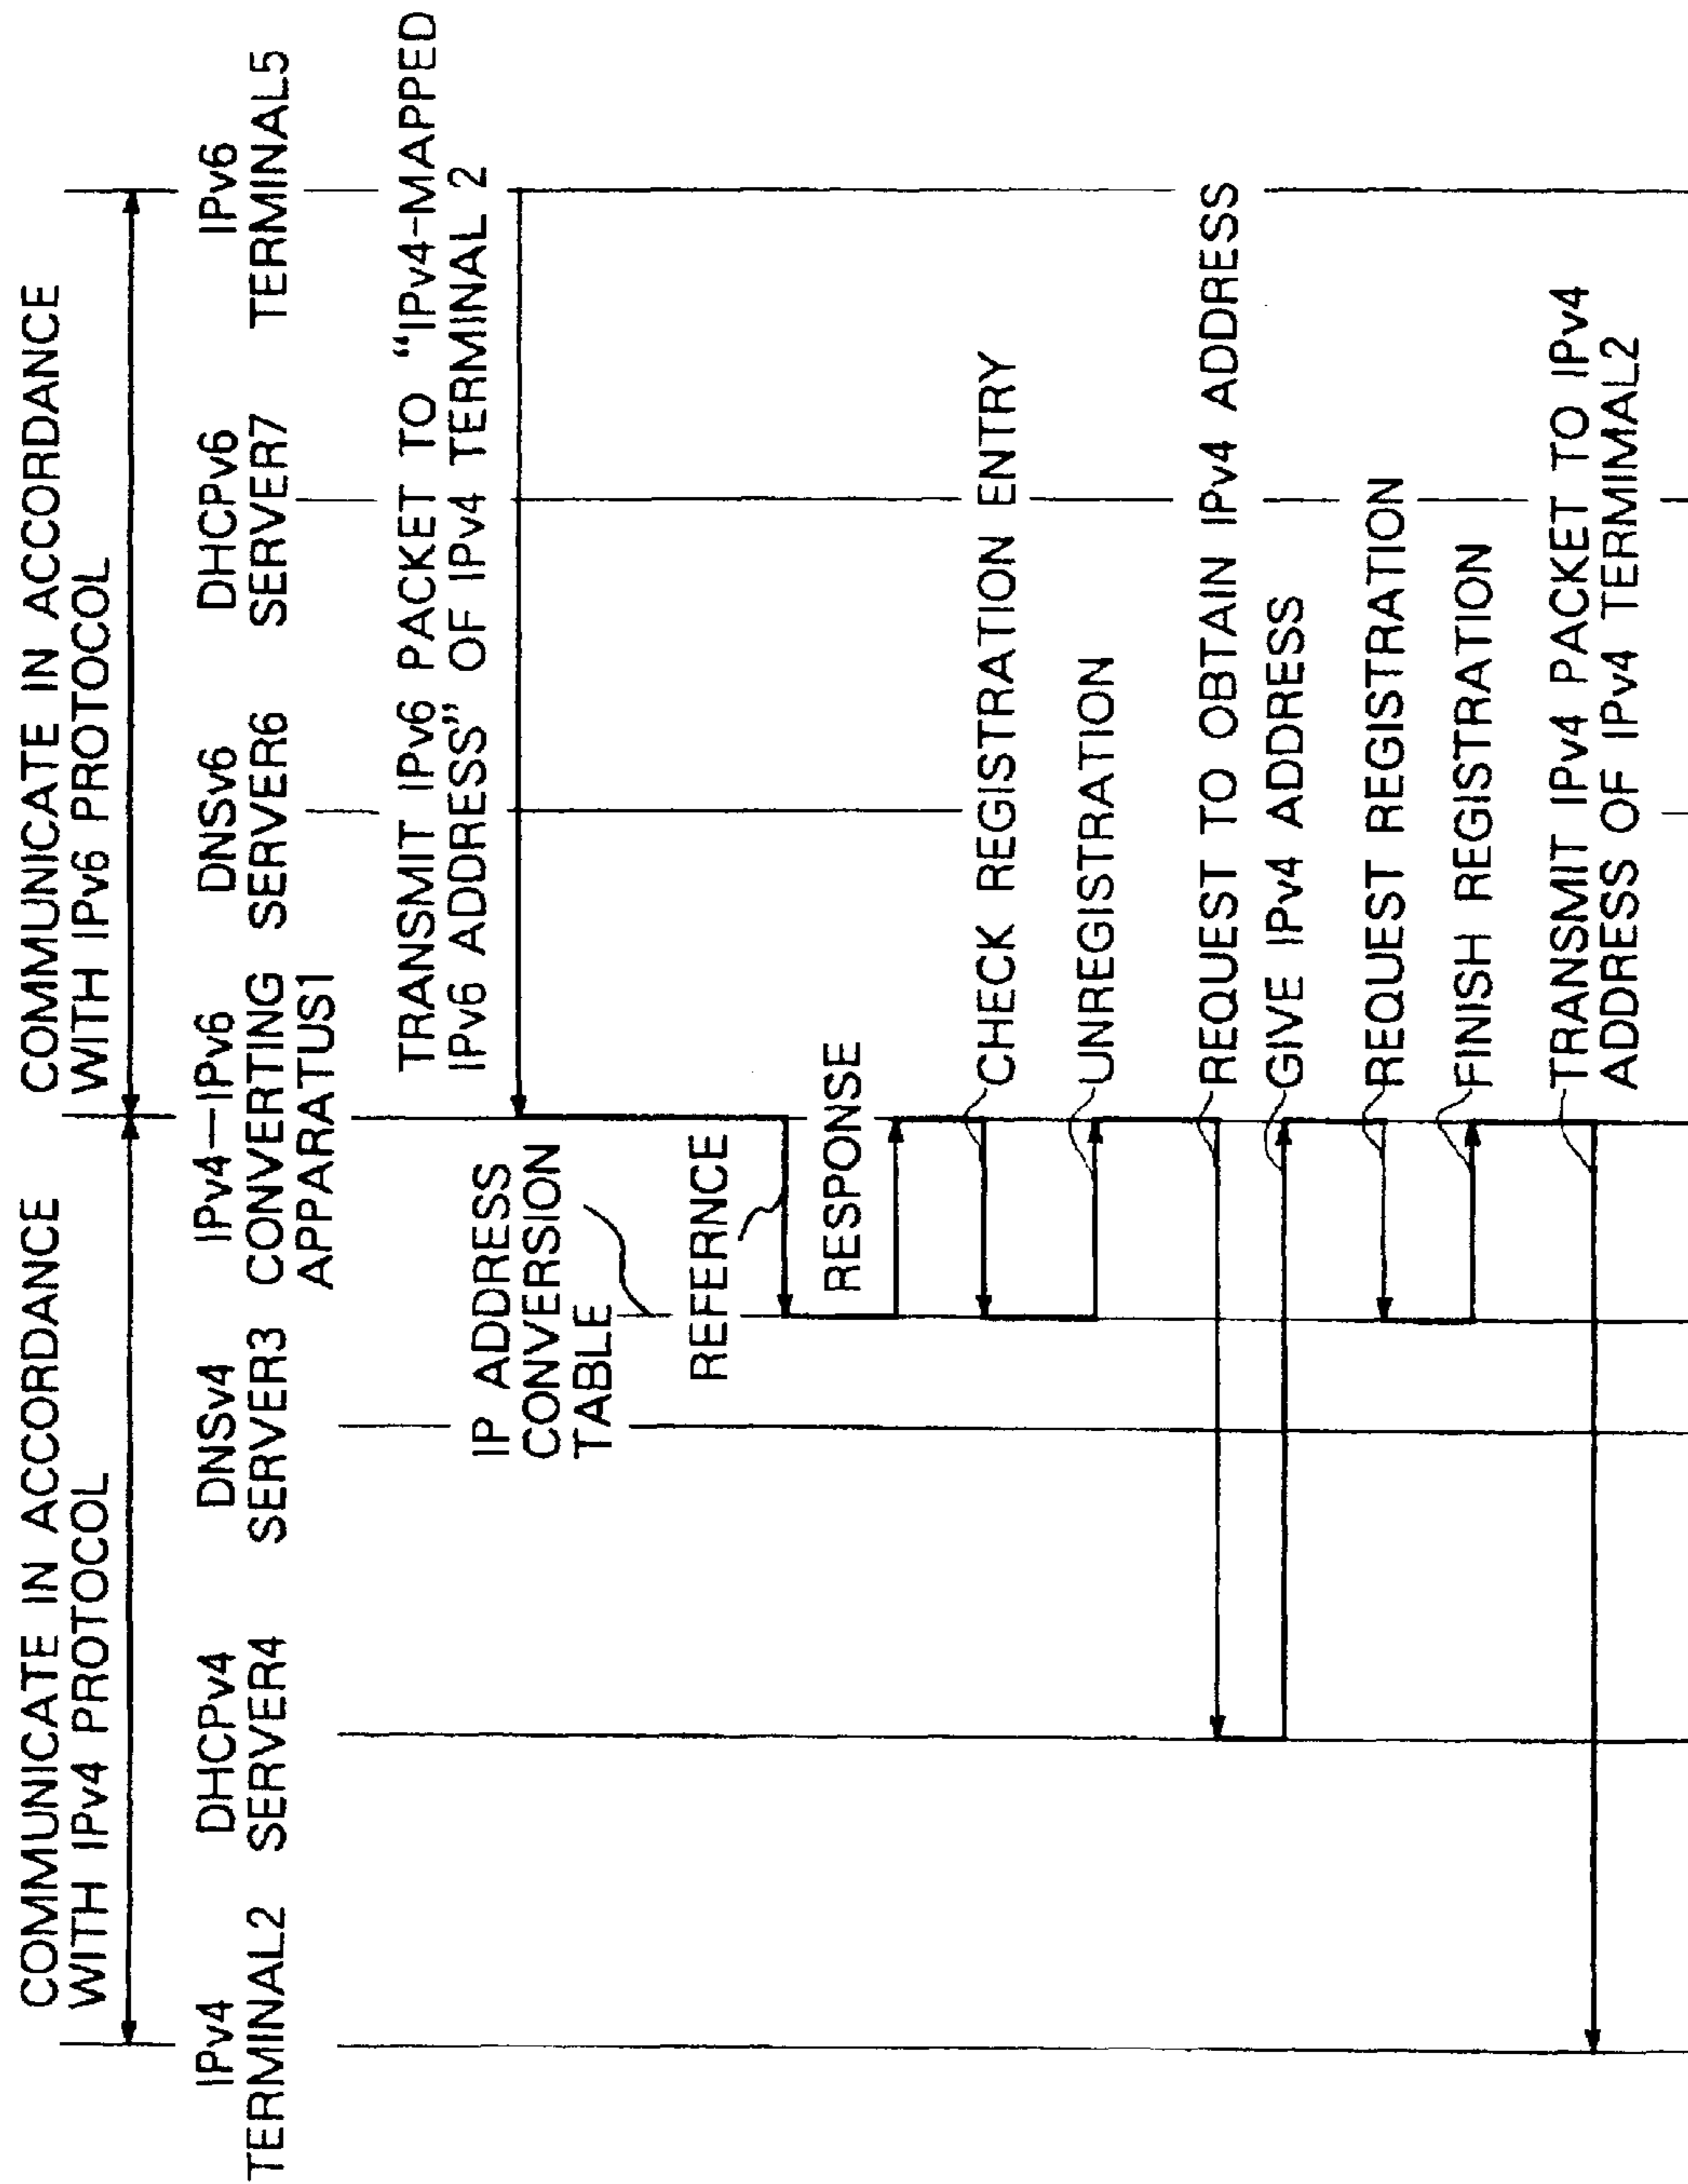 COMMUNICATE IN ACCORDANCE
WITH IPv4 PROTOCOL
COMMUNICATE IN ACCORDANCE
WITH IPv6 PROTOCOL
IPv4
TERMINAL2
DHCPv4
SERVER4
DNSv4
SERVER3
IPv4-IPv6
CONVERTING
APPARATUS1
DNSv6
SERVER6
DHCPv6
SERVER7
IPv6
TERMINAL5
TRANSMIT IPv6 PACKET TO "IPv4-MAPPED
IPv6 ADDRESS" OF IPv4 TERMINAL 2
IP ADDRESS
CONVERSION
TABLE
REFERNCE
RESPONSE
CHECK REGISTRATION ENTRY
UNREGISTRATION
REQUEST TO OBTAIN IPv4 ADDRESS
GIVE IPv4 ADDRESS
REQUEST REGISTRATION
FINISH REGISTRATION
TRANSMIT IPv4 PACKET TO IPv4
ADDRESS OF IPv4 TERMIMAL2